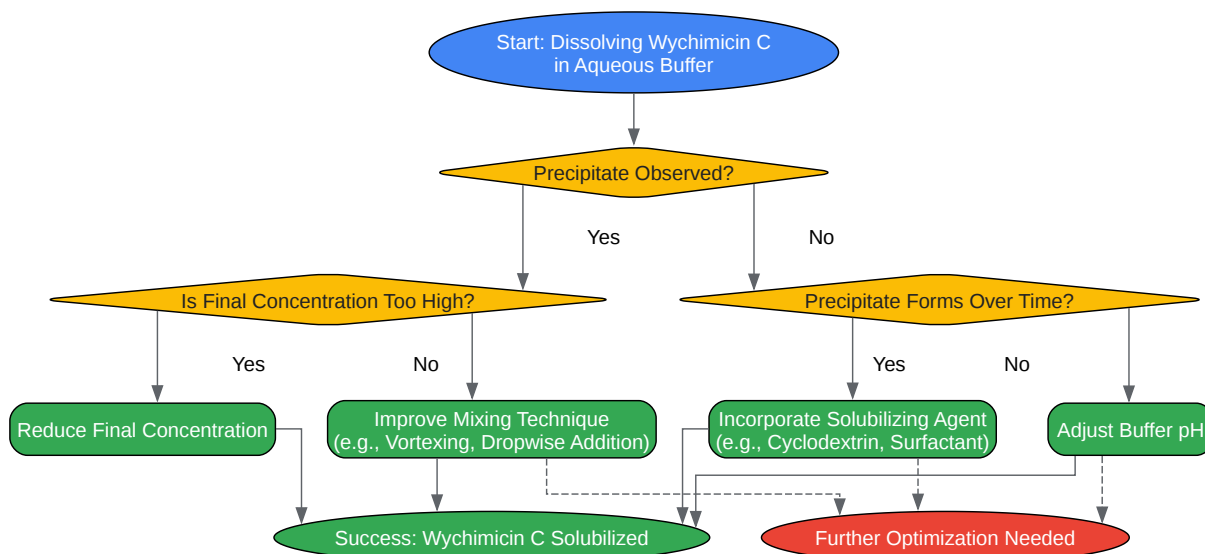 Start: Dissolving Wychimicin C
in Aqueous Buffer
Precipitate Observed?
Yes
No
Is Final Concentration Too High?
Precipitate Forms Over Time?
Yes
No
Yes
No
Reduce Final Concentration
Improve Mixing Technique
(e.g., Vortexing, Dropwise Addition)
Incorporate Solubilizing Agent
(e.g., Cyclodextrin, Surfactant)
Adjust Buffer pH
Success: Wychimicin C Solubilized
Further Optimization Needed